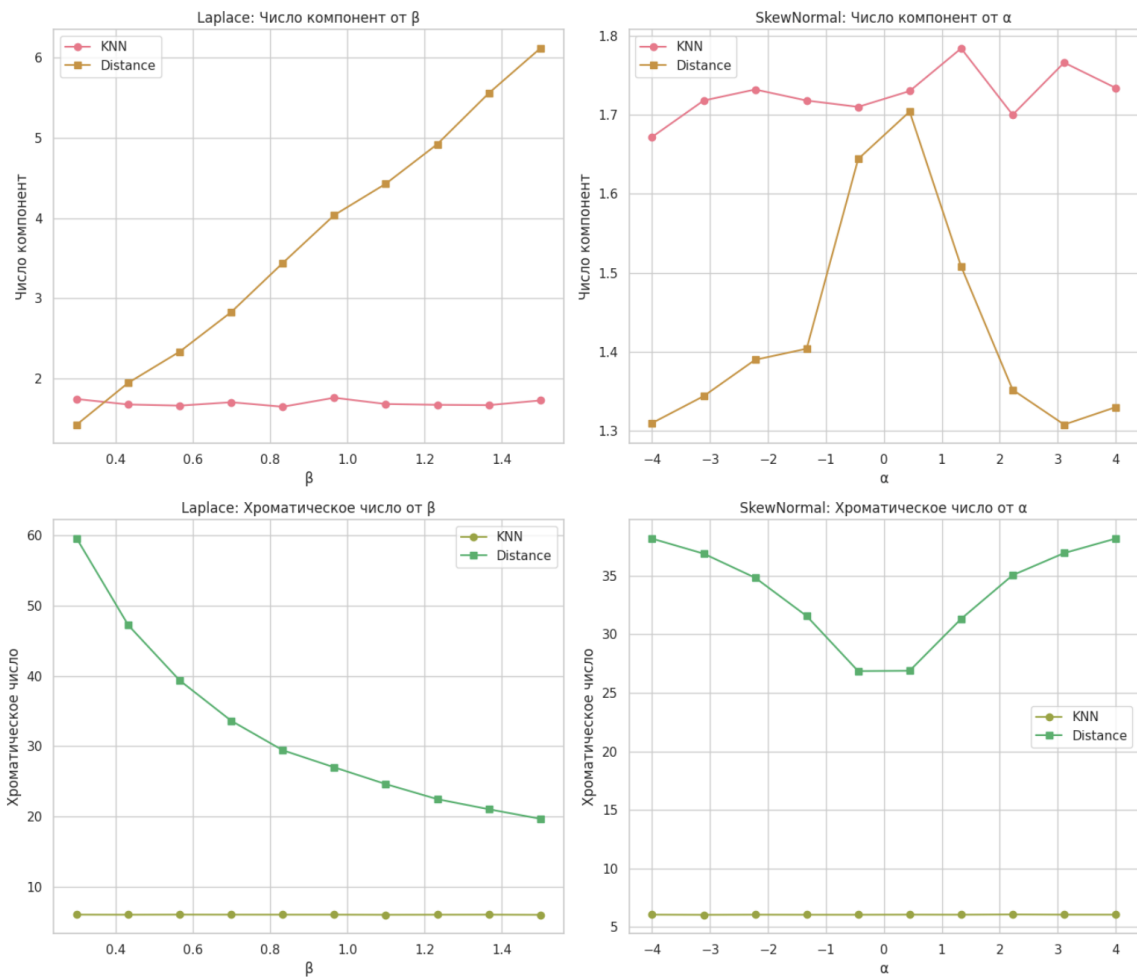 Laplace: Число компонент от β
KNN
Distance
6
5
4
3
2
Число компонент
0.4 0.6 0.8 1.0 1.2 1.4
β
SkewNormal: Число компонент от α
KNN
Distance
1.8
1.7
1.6
1.5
1.4
1.3
Число компонент
−4 −3 −2 −1 0 1 2 3 4
α
Laplace: Хроматическое число от β
KNN
Distance
60
50
40
30
20
10
Хроматическое число
0.4 0.6 0.8 1.0 1.2 1.4
β
SkewNormal: Хроматическое число от α
KNN
Distance
35
30
25
20
15
10
5
Хроматическое число
−4 −3 −2 −1 0 1 2 3 4
α